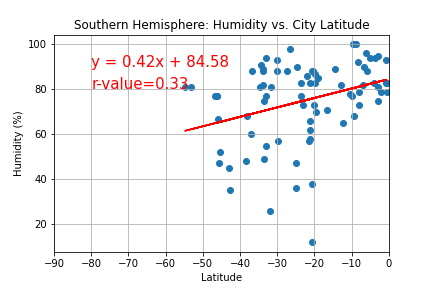 Southern Hemisphere: Humidity vs. City Latitude
100
y = 0.42x + 84.58
r-value=0.33
80
60
40
20
Humidity (%)
−90 −80 −70 −60 −50 −40 −30 −20 −10 0
Latitude